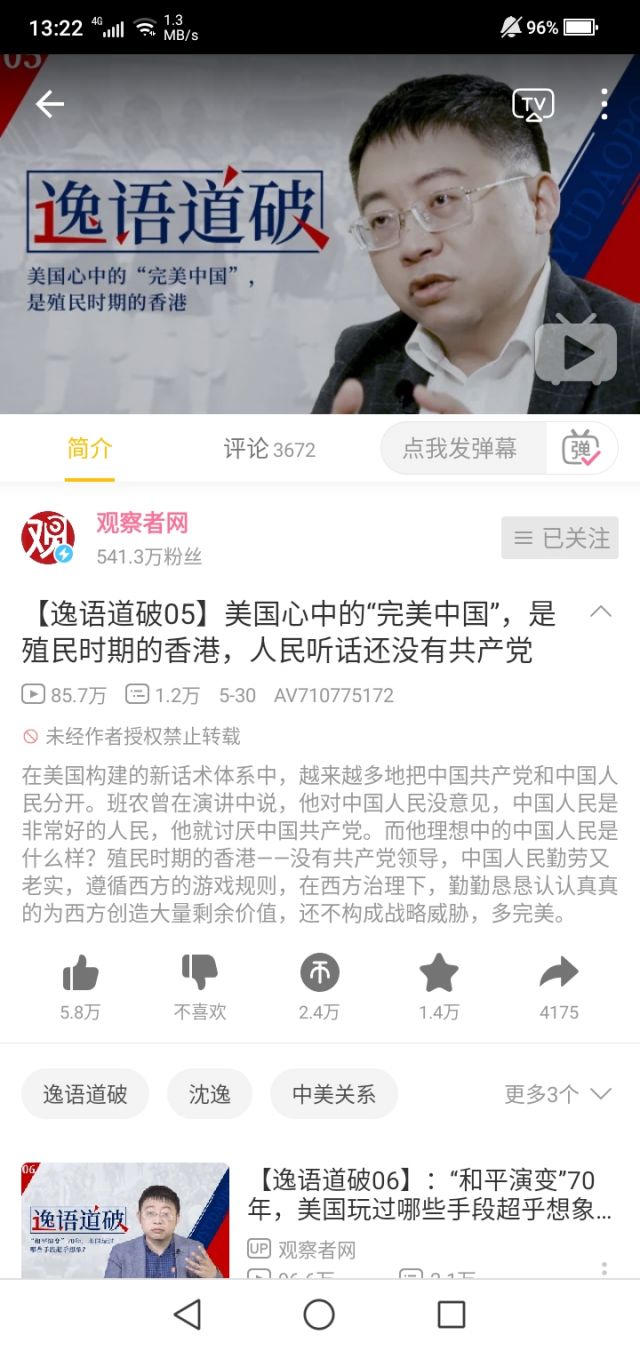 13:22 4G 1.3 MB/s 96%
05
TV
逸语道破
美国心中的“完美中国”，
是殖民时期的香港
简介 评论 3672 点我发弹幕 弹
观 观察者网
541.3万粉丝 已关注
【逸语道破05】美国心中的“完美中国”，是
殖民时期的香港，人民听话还没有共产党
85.7万 1.2万 5-30 AV710775172
未经作者授权禁止转载
在美国构建的新话术体系中，越来越多地把中国共产党和中国人
民分开。班农曾在演讲中说，他对中国人民没意见，中国人民是
非常好的人民，他就讨厌中国共产党。而他理想中的中国人民是
什么样？殖民时期的香港——没有共产党领导，中国人民勤劳又
老实，遵循西方的游戏规则，在西方治理下，勤勤恳恳认认真真
的为西方创造大量剩余价值，还不构成战略威胁，多完美。
5.8万 不喜欢 2.4万 1.4万 4175
逸语道破 沈逸 中美关系 更多3个
06
逸语道破
【逸语道破06】：“和平演变”70
年，美国玩过哪些手段超乎想象...
UP 观察者网